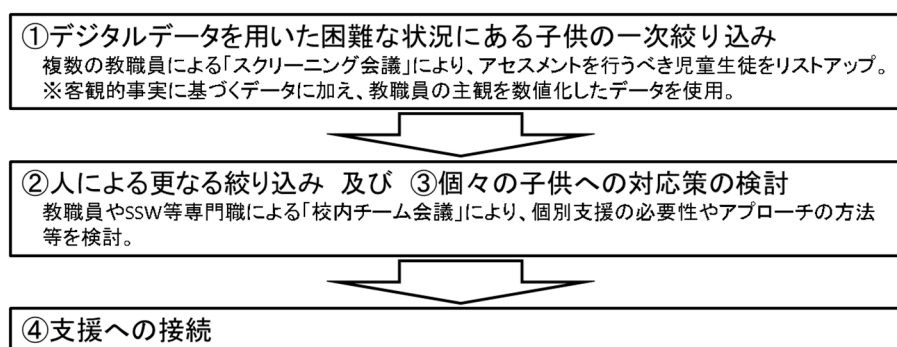 ①デジタルデータを用いた困難な状況にある子供の一次絞り込み
複数の教職員による「スクリーニング会議」により、アセスメントを行うべき児童生徒をリストアップ。
※客観的事実に基づくデータに加え、教職員の主観を数値化したデータを使用。
②人による更なる絞り込み 及び ③個々の子供への対応策の検討
教職員やSSW等専門職による「校内チーム会議」により、個別支援の必要性やアプローチの方法
等を検討。
④支援への接続